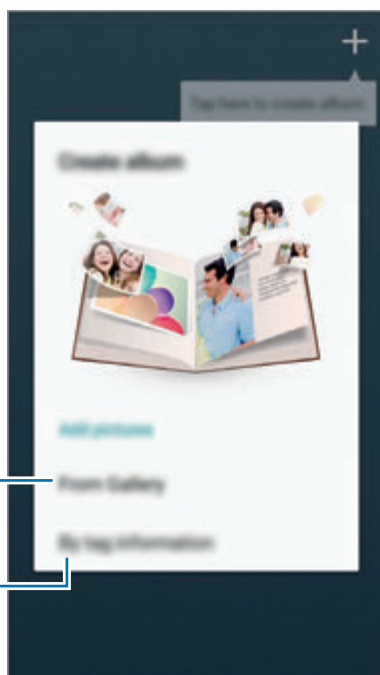 Tap here to create album.
Create album
Add pictures
From Gallery
By tag information